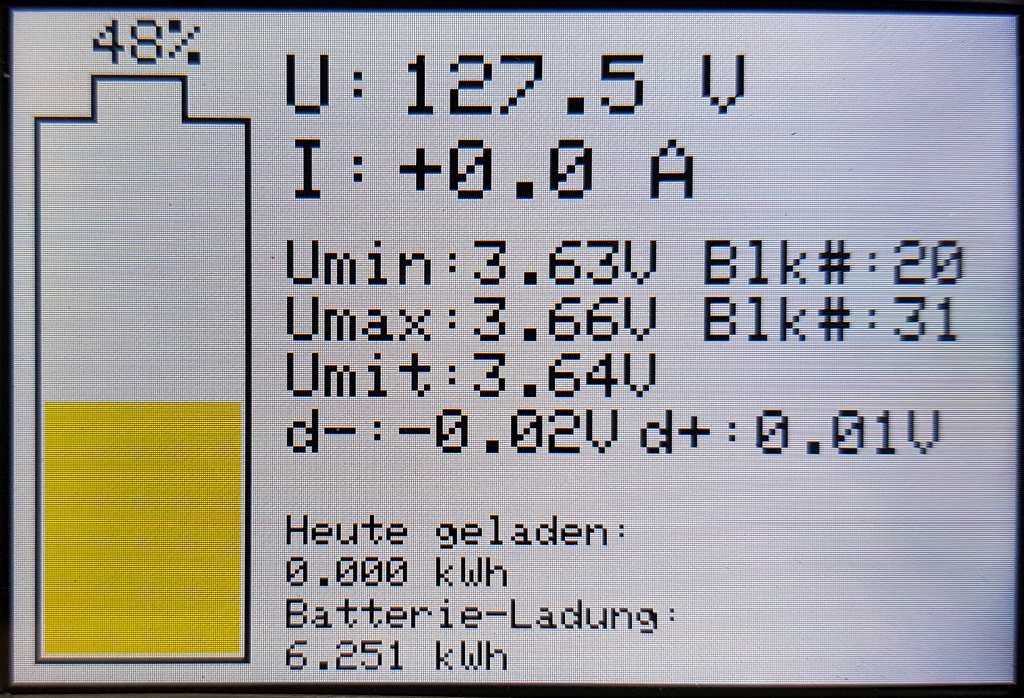 48%
U: 127.5 V
I: +0.0 A
Umin:3.63V Blk#:20
Umax:3.66V Blk#:31
Umit:3.64V
d-:-0.02V d+:0.01V
Heute geladen:
0.000 kWh
Batterie-Ladung:
6.251 kWh